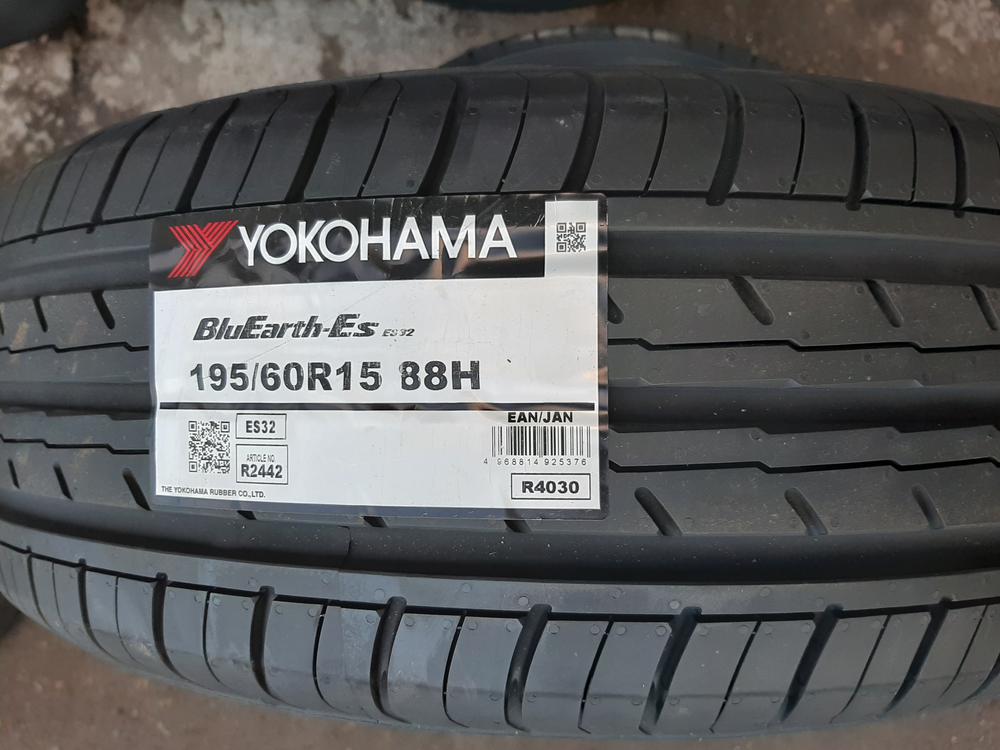 YOKOHAMA
BluEarth-Es ES32
195/60R15 88H
EAN/JAN
ES32
ARTICLE NO.
R2442
4 968814 925376
R4030
THE YOKOHAMA RUBBER CO.,LTD.